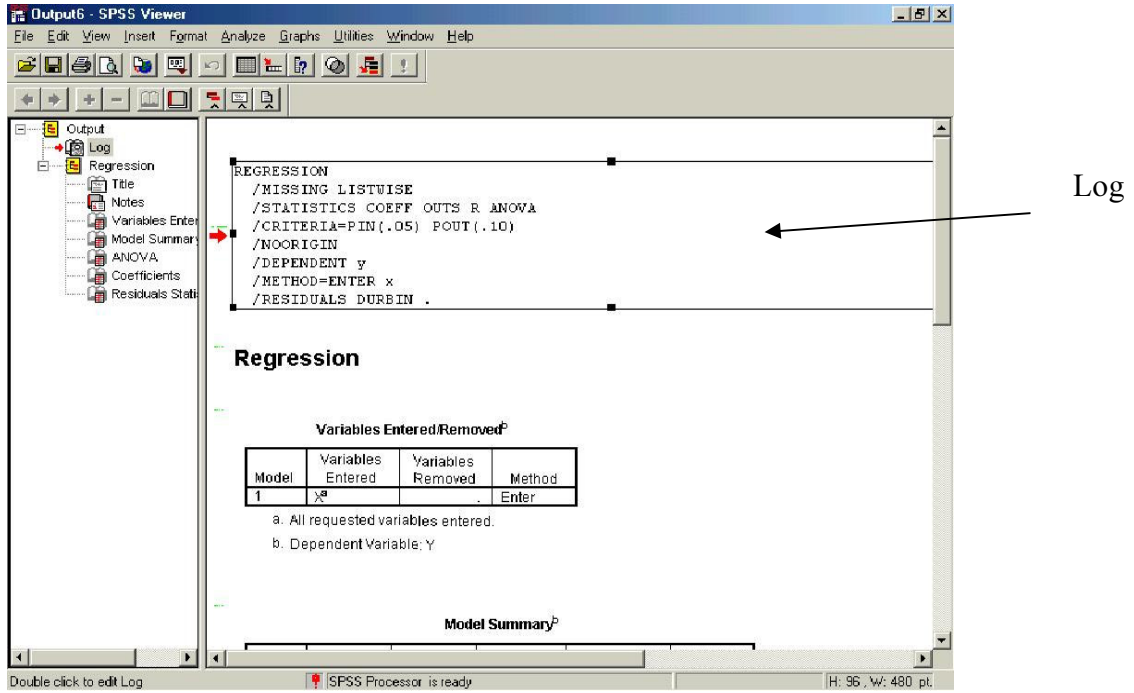 Output6 - SPSS Viewer
File Edit View Insert Format Analyze Graphs Utilities Window Help
Output
Log
Regression
Title
Notes
Variables Enter
Model Summary
ANOVA
Coefficients
Residuals Stati
REGRESSION
/MISSING LISTWISE
/STATISTICS COEFF OUTS R ANOVA
/CRITERIA=PIN(.05) POUT(.10)
/NOORIGIN
/DEPENDENT y
/METHOD=ENTER x
/RESIDUALS DURBIN .
Log
Regression
Variables Entered/Removed b
Model Variables Entered Variables Removed Method
1 X a . Enter
a. All requested variables entered.
b. Dependent Variable: Y
Model Summary b
Double click to edit Log SPSS Processor is ready H: 96 , W: 480 pt.